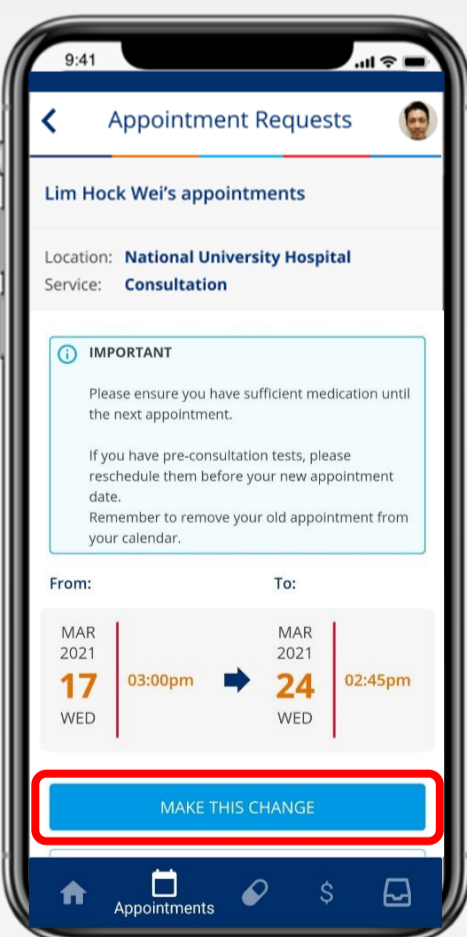 9:41
Appointment Requests
Lim Hock Wei's appointments
Location: National University Hospital
Service: Consultation
IMPORTANT
Please ensure you have sufficient medication until
the next appointment.
If you have pre-consultation tests, please
reschedule them before your new appointment
date.
Remember to remove your old appointment from
your calendar.
From: To:
MAR MAR
2021 2021
17 03:00pm 24 02:45pm
WED WED
MAKE THIS CHANGE
Appointments
$